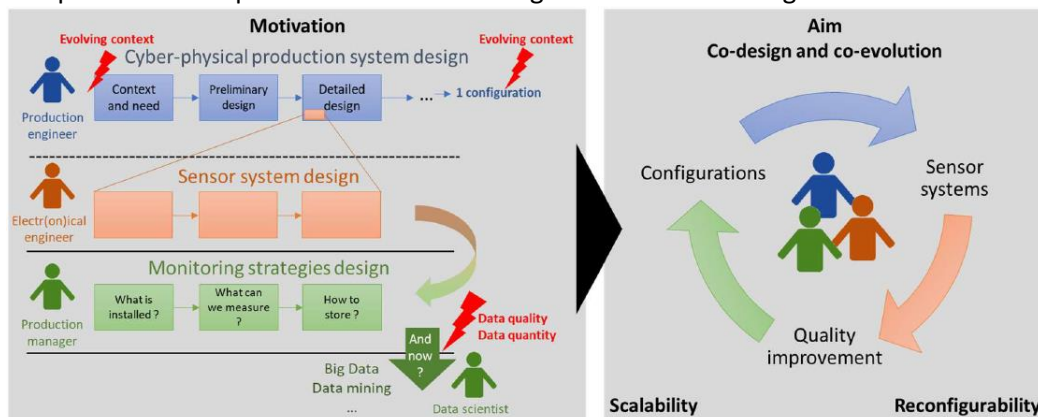 Motivation
Evolving context
Evolving context
Cyber-physical production system design
Production
engineer
Context
and need
Preliminary
design
Detailed
design
...
1 configuration
Sensor system design
Electr(on)ical
engineer
Monitoring strategies design
Production
manager
What is
installed ?
What can
we measure
?
How to
store ?
Data quality
Data quantity
And
now
?
Big Data
Data mining
...
Data scientist
Aim
Co-design and co-evolution
Configurations
Sensor
systems
Quality
improvement
Scalability
Reconfigurability